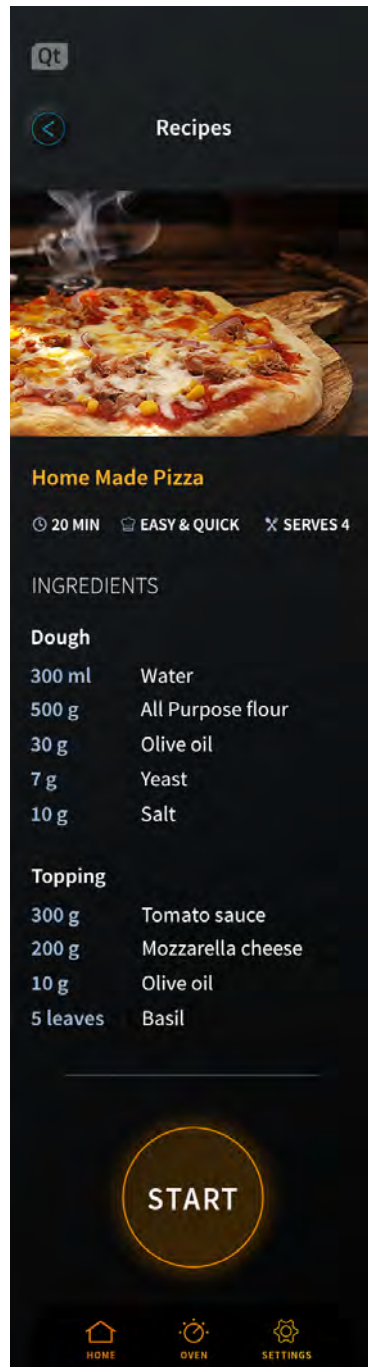 Qt
Recipes
Home Made Pizza
20 MIN EASY & QUICK SERVES 4
INGREDIENTS
Dough
300 ml Water
500 g All Purpose flour
30 g Olive oil
7 g Yeast
10 g Salt
Topping
300 g Tomato sauce
200 g Mozzarella cheese
10 g Olive oil
5 leaves Basil
START
HOME OVEN SETTINGS